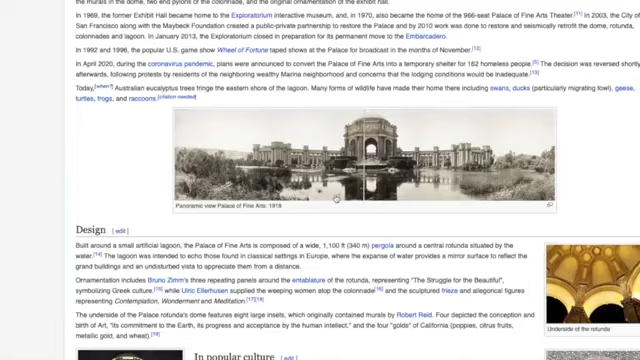 the murals in the dome, two end pylons of the colonnade, and the original ornamentation of the exhibit hall.
In 1969, the former Exhibit Hall became home to the Exploratorium interactive museum, and, in 1970, also became the home of the 966-seat Palace of Fine Arts Theater.[11] In 2003, the City of San
Francisco along with the Maybeck Foundation created a public-private partnership to restore the Palace and by 2010 work was done to restore and seismically retrofit the dome, rotunda,
colonnades and lagoon. In January 2013, the Exploratorium closed in preparation for its permanent move to the Embarcadero.
In 1992 and 1996, the popular U.S. game show Wheel of Fortune taped shows at the Palace for broadcast in the months of November.[12]
In April 2020, during the coronavirus pandemic, plans were announced to convert the Palace of Fine Arts into a temporary shelter for 162 homeless people.[5] The decision was reversed shortly
afterwards, following protests by residents of the neighboring wealthy Marina neighborhood and concerns that the lodging conditions would be inadequate.[13]
Today,[when?] Australian eucalyptus trees fringe the eastern shore of the lagoon. Many forms of wildlife have made their home there including swans, ducks (particularly migrating fowl), geese,
turtles, frogs, and raccoons.[citation needed]
Panoramic view Palace of Fine Arts: 1919
Design [ edit ]
Built around a small artificial lagoon, the Palace of Fine Arts is composed of a wide, 1,100 ft (340 m) pergola around a central rotunda situated by the
water.[14] The lagoon was intended to echo those found in classical settings in Europe, where the expanse of water provides a mirror surface to reflect the
grand buildings and an undisturbed vista to appreciate them from a distance.
Ornamentation includes Bruno Zimm's three repeating panels around the entablature of the rotunda, representing "The Struggle for the Beautiful",
symbolizing Greek culture.[15] while Ulric Ellerhusen supplied the weeping women atop the colonnade[16] and the sculptured frieze and allegorical figures
representing Contemplation, Wonderment and Meditation.[17][18]
The underside of the Palace rotunda's dome features eight large insets, which originally contained murals by Robert Reid. Four depicted the conception and
birth of Art, "its commitment to the Earth, its progress and acceptance by the human intellect," and the four "golds" of California (poppies, citrus fruits,
metallic gold, and wheat).[19]
Underside of the rotunda
In popular culture [ edit ]